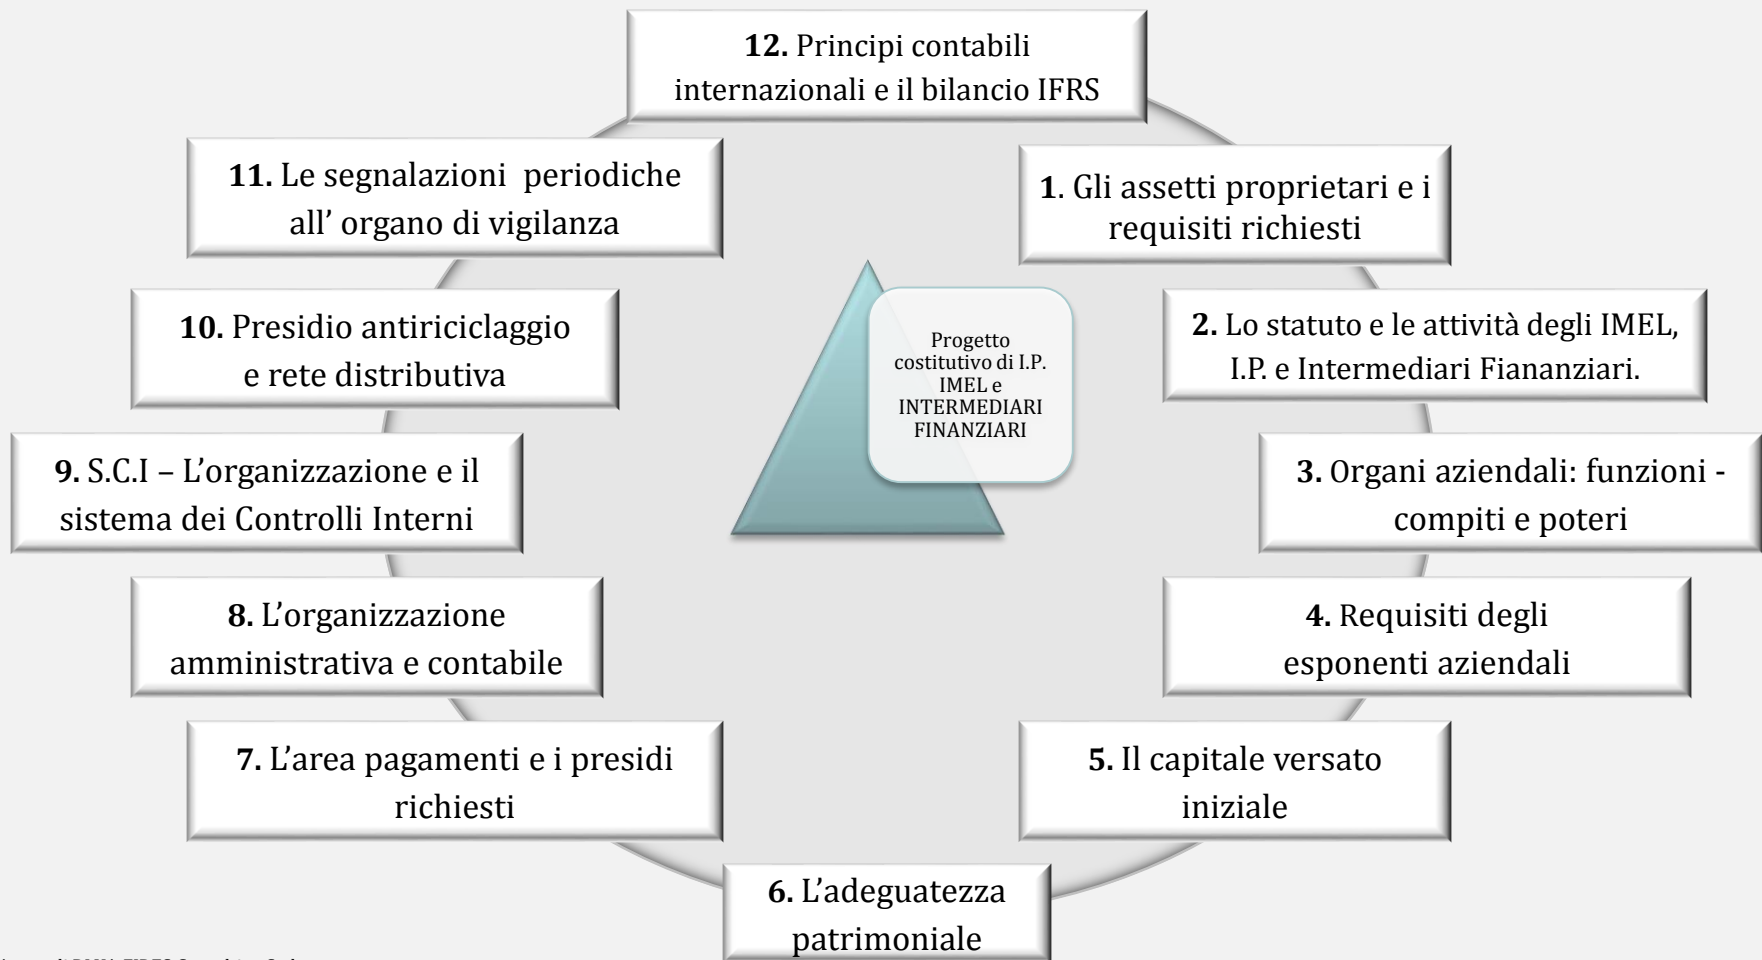 12. Principi contabili
internazionali e il bilancio IFRS
1. Gli assetti proprietari e i
requisiti richiesti
2. Lo statuto e le attività degli IMEL,
I.P. e Intermediari Fiananziari.
3. Organi aziendali: funzioni -
compiti e poteri
4. Requisiti degli
esponenti aziendali
5. Il capitale versato
iniziale
6. L'adeguatezza
patrimoniale
7. L'area pagamenti e i presidi
richiesti
8. L'organizzazione
amministrativa e contabile
9. S.C.I – L'organizzazione e il
sistema dei Controlli Interni
10. Presidio antiriciclaggio
e rete distributiva
11. Le segnalazioni  periodiche
all' organo di vigilanza
Progetto
costitutivo di I.P.
IMEL e
INTERMEDIARI
FINANZIARI